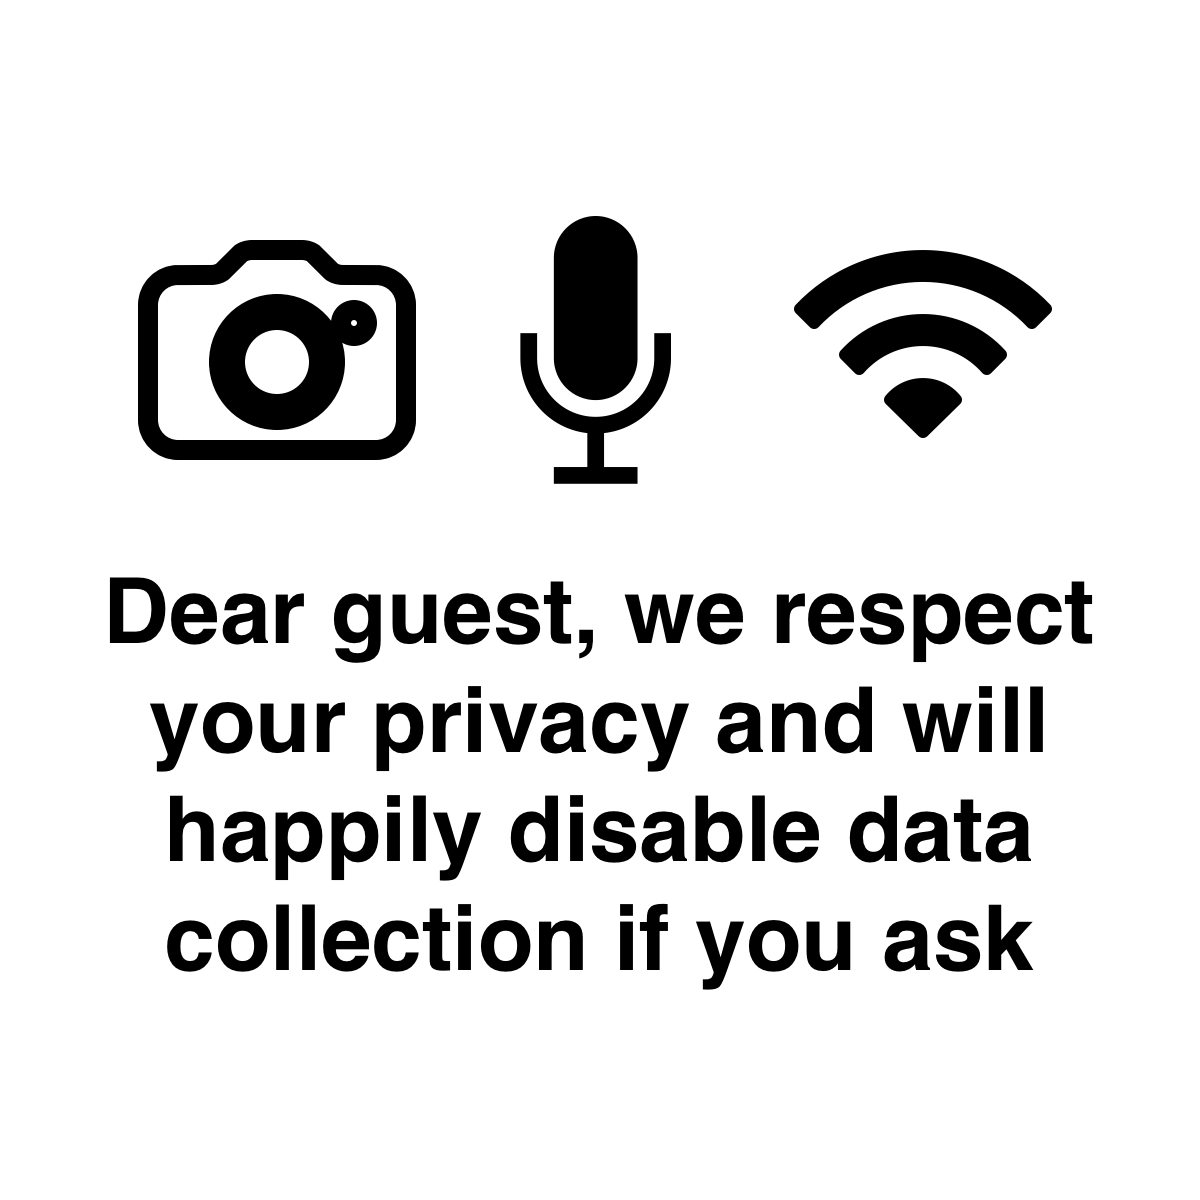 Dear guest, we respect
your privacy and will
happily disable data
collection if you ask